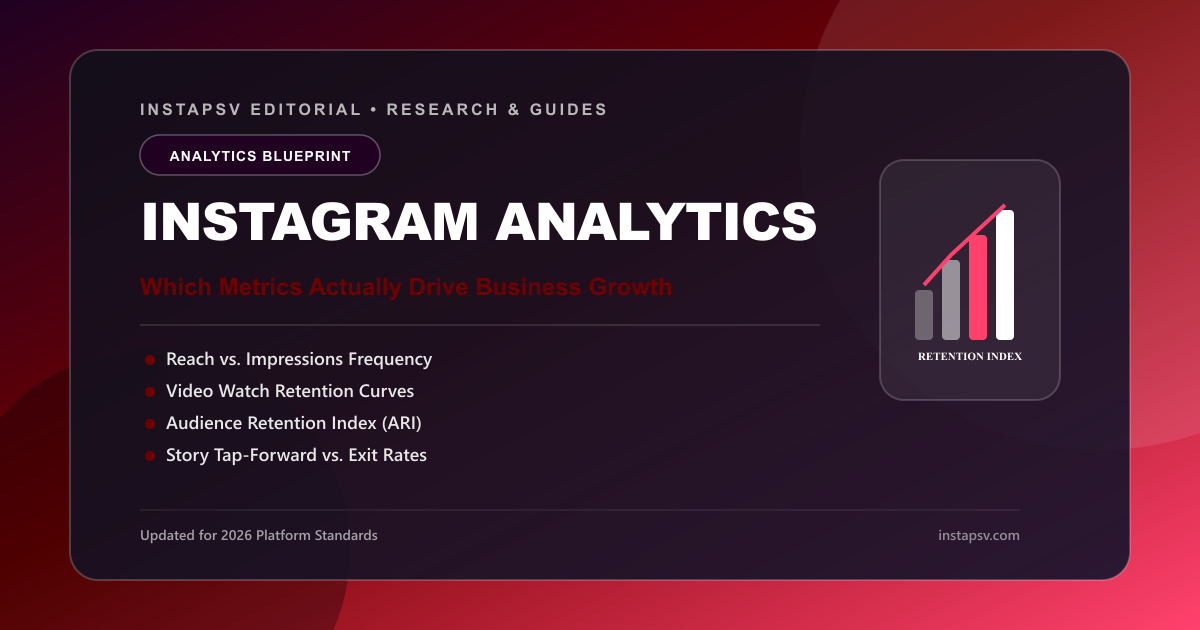 INSTAPSV EDITORIAL • RESEARCH & GUIDES
ANALYTICS BLUEPRINT
INSTAGRAM ANALYTICS
Which Metrics Actually Drive Business Growth
Reach vs. Impressions Frequency
Video Watch Retention Curves
Audience Retention Index (ARI)
Story Tap-Forward vs. Exit Rates
RETENTION INDEX
Updated for 2026 Platform Standards
instapsv.com